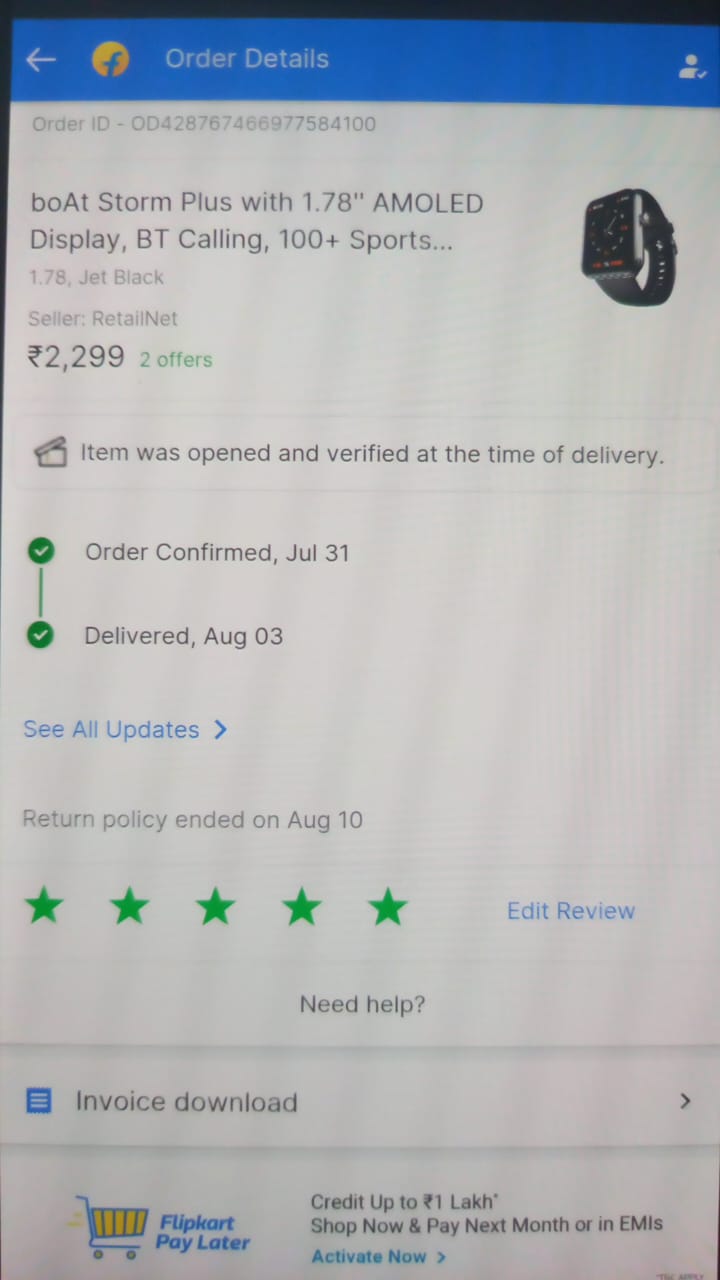 Order Details
Order ID - OD428767466977584100
boAt Storm Plus with 1.78" AMOLED
Display, BT Calling, 100+ Sports...
1.78, Jet Black
Seller: RetailNet
₹2,299 2 offers
Item was opened and verified at the time of delivery.
Order Confirmed, Jul 31
Delivered, Aug 03
See All Updates
Return policy ended on Aug 10
Edit Review
Need help?
Invoice download
Flipkart
Pay Later
Credit Up to ₹1 Lakh*
Shop Now & Pay Next Month or in EMIs
Activate Now